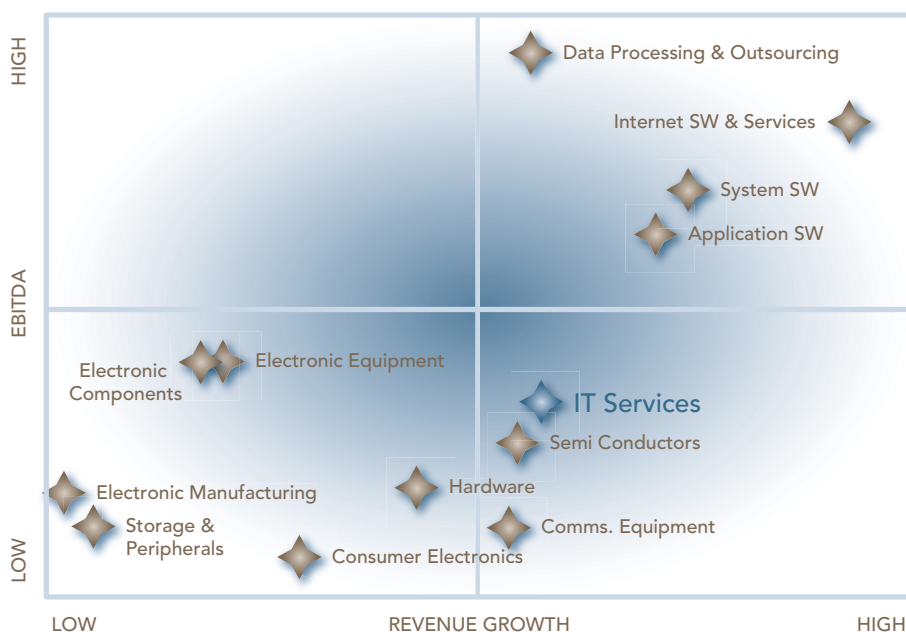 HIGH
Data Processing & Outsourcing
Internet SW & Services
System SW
Application SW
EBITDA
Electronic Equipment
Electronic
Components
IT Services
Semi Conductors
Hardware
Electronic Manufacturing
Storage &
Peripherals
Comms. Equipment
Consumer Electronics
LOW
LOW
REVENUE GROWTH
HIGH